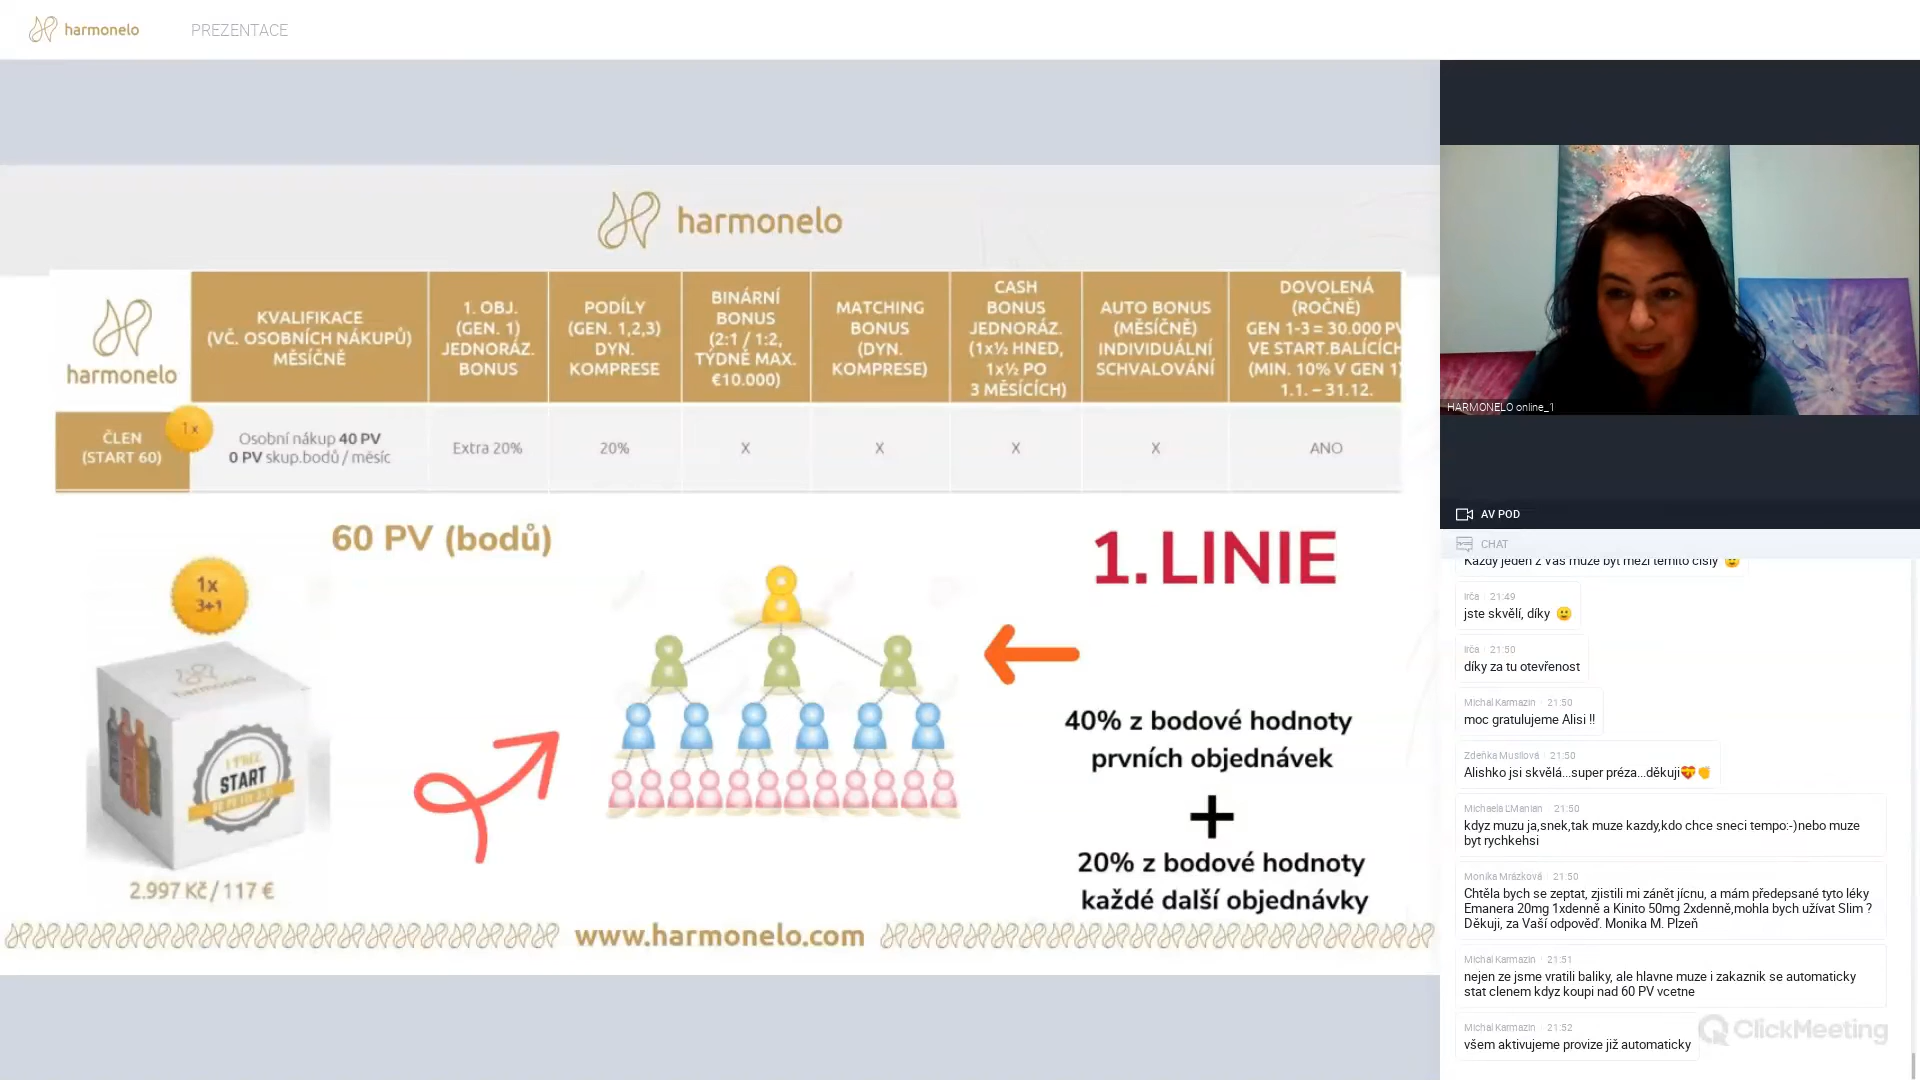 harmonelo
PREZENTACE
harmonelo
harmonelo
KVALIFIKACE
(VČ. OSOBNÍCH NÁKUPŮ)
MĚSÍČNĚ
1. OBJ.
(GEN. 1)
JEDNORÁZ.
BONUS
PODÍLY
(GEN. 1,2,3)
DYN.
KOMPRESE
BINÁRNÍ
BONUS
(2:1 / 1:2,
TÝDNĚ MAX.
€10.000)
MATCHING
BONUS
(DYN.
KOMPRESE)
CASH
BONUS
JEDNORÁZ.
(1x½ HNED,
1x½ PO
3 MĚSÍCÍCH)
AUTO BONUS
(MĚSÍČNĚ)
INDIVIDUÁLNÍ
SCHVALOVÁNÍ
DOVOLENÁ
(ROČNĚ)
GEN 1-3 = 30.000 PV
VE START.BALÍCÍCH
(MIN. 10% V GEN 1)
1.1. – 31.12.
ČLEN
(START 60)
1x
Osobní nákup 40 PV
0 PV skup.bodů / měsíc
Extra 20%
20%
X
X
X
X
ANO
60 PV (bodů)
1x
3+1
harmonelo
START
2.997 Kč / 117 €
1. LINIE
40% z bodové hodnoty
prvních objednávek
+
20% z bodové hodnoty
každé další objednávky
www.harmonelo.com
HARMONELO online_1
AV POD
CHAT
Každý jeden z Vás může být mezi těmito čísly
irča 21:49
jste skvělí, díky
irča 21:50
díky za tu otevřenost
Michal Karmazin 21:50
moc gratulujeme Alisi !!
Zdeňka Musilová 21:50
Alishko jsi skvělá...super préza...děkuji
Michaela L'Manian 21:50
kdyz muzu ja,snek,tak muze kazdy,kdo chce sneci tempo:-)nebo muze
byt rychkehsi
Monika Mrázková 21:50
Chtěla bych se zeptat, zjistili mi zánět jícnu, a mám předepsané tyto léky
Emanera 20mg 1xdenně a Kinito 50mg 2xdenně,mohla bych užívat Slim ?
Děkuji, za Vaší odpověď. Monika M. Plzeň
Michal Karmazin 21:51
nejen ze jsme vratili baliky, ale hlavne muze i zakaznik se automaticky
stat clenem kdyz koupi nad 60 PV vcetne
Michal Karmazin 21:52
všem aktivujeme provize již automaticky
ClickMeeting